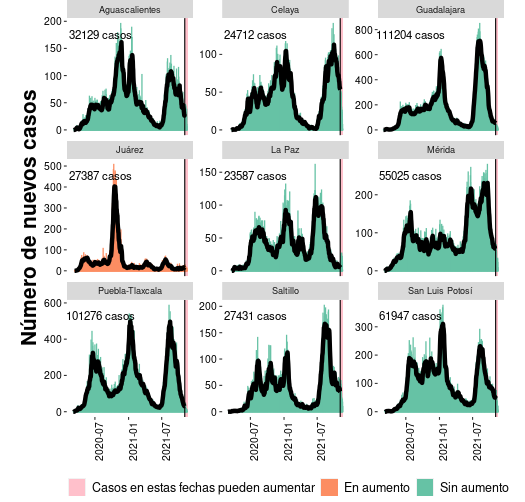 Número de nuevos casos
Aguascalientes
32129 casos
200
150
100
50
0
Celaya
24712 casos
100
50
0
Guadalajara
111204 casos
800
600
400
200
0
Juárez
27387 casos
500
400
300
200
100
0
La Paz
23587 casos
150
100
50
0
Mérida
55025 casos
200
100
0
Puebla-Tlaxcala
101276 casos
600
400
200
0
Saltillo
27431 casos
200
150
100
50
0
San Luis Potosí
61947 casos
300
200
100
0
2020-07
2021-01
2021-07
2020-07
2021-01
2021-07
2020-07
2021-01
2021-07
Casos en estas fechas pueden aumentar
En aumento
Sin aumento